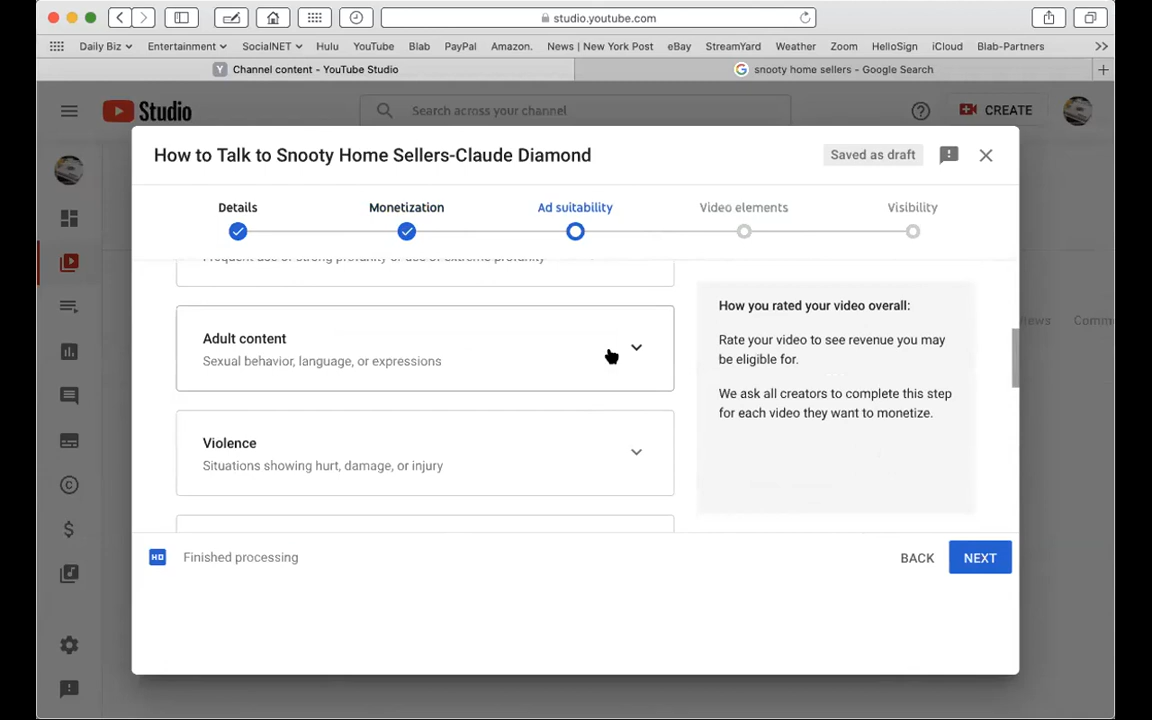 studio.youtube.com
Daily Biz Entertainment SocialNET Hulu YouTube Blab PayPal Amazon. News | New York Post eBay StreamYard Weather Zoom HelloSign iCloud Blab-Partners
Y Channel content - YouTube Studio
snooty home sellers - Google Search
Studio
Search across your channel
CREATE
How to Talk to Snooty Home Sellers-Claude Diamond
Saved as draft
Details
Monetization
Ad suitability
Video elements
Visibility
Frequent use of strong profanity or use of extreme profanity
Adult content
Sexual behavior, language, or expressions
Violence
Situations showing hurt, damage, or injury
How you rated your video overall:
Rate your video to see revenue you may
be eligible for.
We ask all creators to complete this step
for each video they want to monetize.
HD
Finished processing
BACK
NEXT